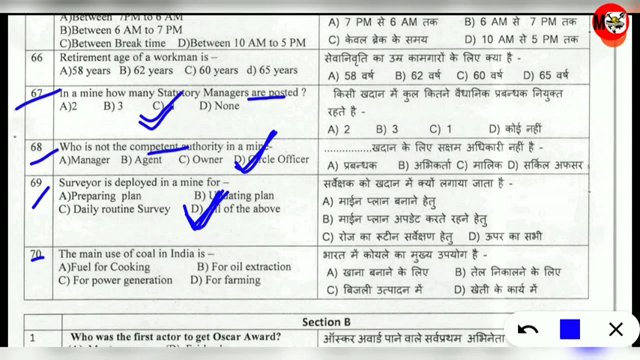 A)Between 7PM to 6 AM
B)Between 6 AM to 7 PM
C)Between Break time D)Between 10 AM to 5 PM
A) 7 PM से 6 AM तक B) 6 AM से 7 PM तक
C) केवल ब्रेक के समय D) 10 AM से 5 PM तक
66 Retirement age of a workman is –
A)58 years B) 62 years C) 60 years d) 65 years
सेवानिवृति का उम्र कामगारों के लिए क्या है -
A) 58 वर्ष B) 62 वर्ष C) 60 वर्ष D) 65 वर्ष
67 In a mine how many Statutory Managers are posted ?
A)2 B) 3 C) D) None
किसी खदान में कुल कितने वैधानिक प्रबन्धक नियुक्त
रहते है -
A) 2 B) 3 C) 1 D) कोई नहीं
68 Who is not the competent authority in a mine-
A)Manager B) Agent C) Owner D) Circle Officer
................खदान के लिए सक्षम अधिकारी नहीं है -
A) प्रबन्धक B) अभिकर्ता C) मालिक D) सर्किल अफसर
69 Surveyor is deployed in a mine for –
A)Preparing plan B) Updating plan
C) Daily routine Survey D) All of the above
सर्वेक्षक को खदान में क्यों लगाया जाता है -
A) माईन प्लान बनाने हेतु
B) माईन प्लान अपडेट करते रहने हेतु
C) रोज का रूटीन सर्वेक्षण हेतु D) ऊपर का सभी
70 The main use of coal in India is –
A)Fuel for Cooking B) For oil extraction
C) For power generation D) For farming
भारत में कोयले का मुख्य उपयोग है -
A) खाना बनाने के लिए B) तेल निकालने के लिए
C) बिजली उत्पादन में D) खेती के कार्य में
Section B
1 Who was the first actor to get Oscar Award?
ऑस्कर अवार्ड पाने वाले सर्वप्रथम अभिनेता